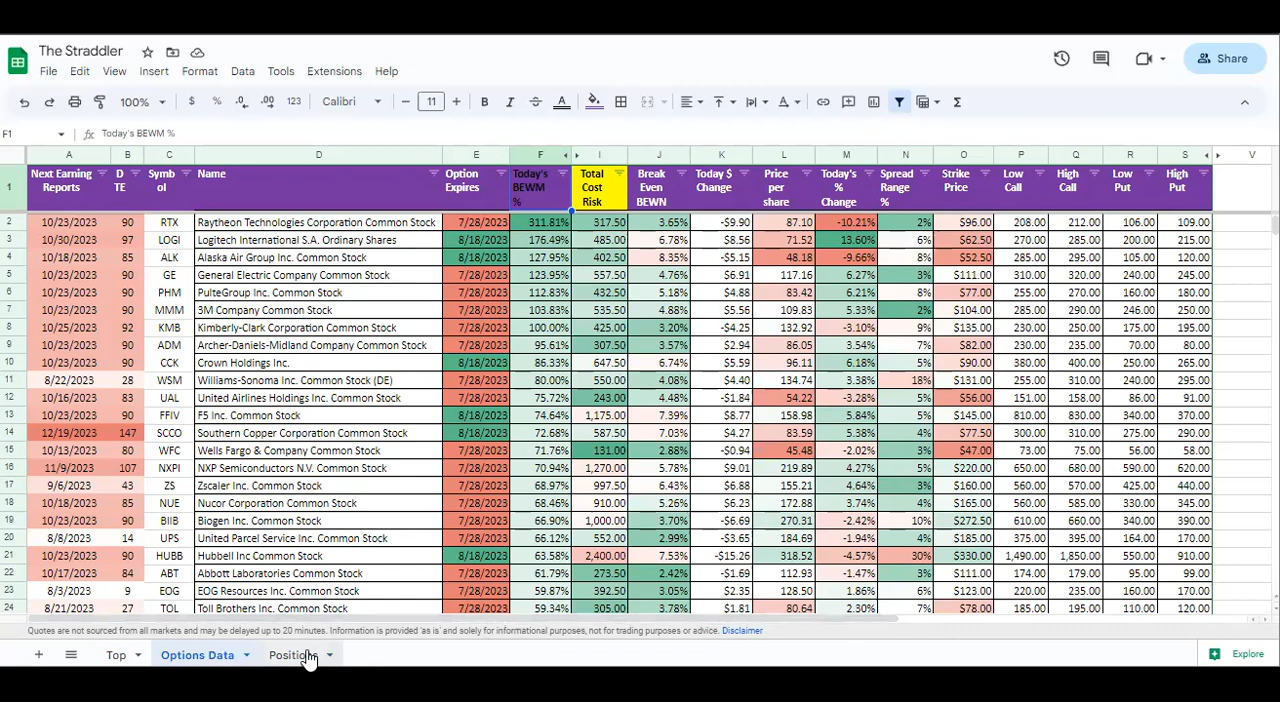 The Straddler
Share
File Edit View Insert Format Data Tools Extensions Help
100% $ % .0 .00 123 Calibri 11 B I S A
F1 fx Today's BEWM %
A B C D E F I J K L M N O P Q R S V
1 Next Earning Reports D TE Symb ol Name Option Expires Today's BEWM % Total Cost Risk Break Even BEWN Today $ Change Price per share Today's % Change Spread Range % Strike Price Low Call High Call Low Put High Put
2 10/23/2023 90 RTX Raytheon Technologies Corporation Common Stock 7/28/2023 311.81% 317.50 3.65% -$9.90 87.10 -10.21% 2% $96.00 208.00 212.00 106.00 109.00
3 10/30/2023 97 LOGI Logitech International S.A. Ordinary Shares 8/18/2023 176.49% 485.00 6.78% $8.56 71.52 13.60% 6% $62.50 270.00 285.00 200.00 215.00
4 10/18/2023 85 ALK Alaska Air Group Inc. Common Stock 8/18/2023 127.95% 402.50 8.35% -$5.15 48.18 -9.66% 8% $52.50 285.00 295.00 105.00 120.00
5 10/23/2023 90 GE General Electric Company Common Stock 7/28/2023 123.95% 557.50 4.76% $6.91 117.16 6.27% 3% $111.00 310.00 320.00 240.00 245.00
6 10/23/2023 90 PHM PulteGroup Inc. Common Stock 7/28/2023 112.83% 432.50 5.18% $4.88 83.42 6.21% 8% $77.00 255.00 270.00 160.00 180.00
7 10/23/2023 90 MMM 3M Company Common Stock 7/28/2023 103.83% 535.50 4.88% $5.56 109.83 5.33% 2% $104.00 285.00 290.00 246.00 250.00
8 10/25/2023 92 KMB Kimberly-Clark Corporation Common Stock 7/28/2023 100.00% 425.00 3.20% -$4.25 132.92 -3.10% 9% $135.00 230.00 250.00 175.00 195.00
9 10/23/2023 90 ADM Archer-Daniels-Midland Company Common Stock 7/28/2023 95.61% 307.50 3.57% $2.94 86.05 3.54% 7% $82.00 235.00 230.00 70.00 80.00
10 10/23/2023 90 CCK Crown Holdings Inc. 8/18/2023 86.33% 647.50 6.74% $5.59 96.11 6.18% 5% $90.00 380.00 400.00 250.00 265.00
11 8/22/2023 28 WSM Williams-Sonoma Inc. Common Stock (DE) 7/28/2023 80.00% 550.00 4.08% $4.40 134.74 3.38% 18% $131.00 255.00 310.00 240.00 295.00
12 10/16/2023 83 UAL United Airlines Holdings Inc. Common Stock 7/28/2023 75.72% 243.00 4.48% -$1.84 54.22 -3.28% 6% $56.00 151.00 158.00 86.00 91.00
13 10/23/2023 90 FFIV F5 Inc. Common Stock 8/18/2023 74.64% 1,175.00 7.39% $8.77 158.98 5.84% 5% $145.00 810.00 830.00 340.00 370.00
14 12/19/2023 147 SCCO Southern Copper Corporation Common Stock 8/18/2023 72.68% 587.50 7.03% $4.27 83.59 5.38% 4% $77.50 300.00 310.00 275.00 290.00
15 10/13/2023 80 WFC Wells Fargo & Company Common Stock 7/28/2023 71.76% 131.00 2.88% -$0.94 45.48 -2.02% 3% $47.00 73.00 75.00 56.00 58.00
16 11/9/2023 107 NXPI NXP Semiconductors N.V. Common Stock 7/28/2023 70.94% 1,270.00 5.78% $9.01 219.89 4.27% 5% $220.00 650.00 680.00 590.00 620.00
17 9/6/2023 43 ZS Zscaler Inc. Common Stock 7/28/2023 68.97% 997.50 6.43% $6.88 155.21 4.64% 3% $160.00 560.00 570.00 425.00 440.00
18 10/18/2023 85 NUE Nucor Corporation Common Stock 7/28/2023 68.46% 910.00 5.26% $6.23 172.88 3.74% 4% $165.00 560.00 585.00 330.00 345.00
19 10/23/2023 90 BIIB Biogen Inc. Common Stock 7/28/2023 66.90% 1,000.00 3.70% -$6.69 270.31 -2.42% 10% $272.50 610.00 660.00 340.00 390.00
20 8/8/2023 14 UPS United Parcel Service Inc. Common Stock 7/28/2023 66.12% 552.00 2.99% -$3.65 184.69 -1.94% 4% $185.00 375.00 395.00 164.00 170.00
21 10/23/2023 90 HUBB Hubbell Inc Common Stock 8/18/2023 63.58% 2,400.00 7.53% -$15.26 318.52 -4.57% 30% $330.00 1,490.00 1,850.00 550.00 910.00
22 10/17/2023 84 ABT Abbott Laboratories Common Stock 7/28/2023 61.79% 273.50 2.42% -$1.69 112.93 -1.47% 3% $111.00 174.00 179.00 95.00 99.00
23 8/3/2023 9 EOG EOG Resources Inc. Common Stock 7/28/2023 59.87% 392.50 3.05% $2.35 128.50 1.86% 6% $123.00 220.00 235.00 160.00 170.00
24 8/21/2023 27 TOL Toll Brothers Inc. Common Stock 7/28/2023 59.34% 305.00 3.78% $1.81 80.64 2.30% 7% $78.00 185.00 195.00 110.00 120.00
Quotes are not sourced from all markets and may be delayed up to 20 minutes. Information is provided 'as is' and solely for informational purposes, not for trading purposes or advice. Disclaimer
Top Options Data Positions Explore